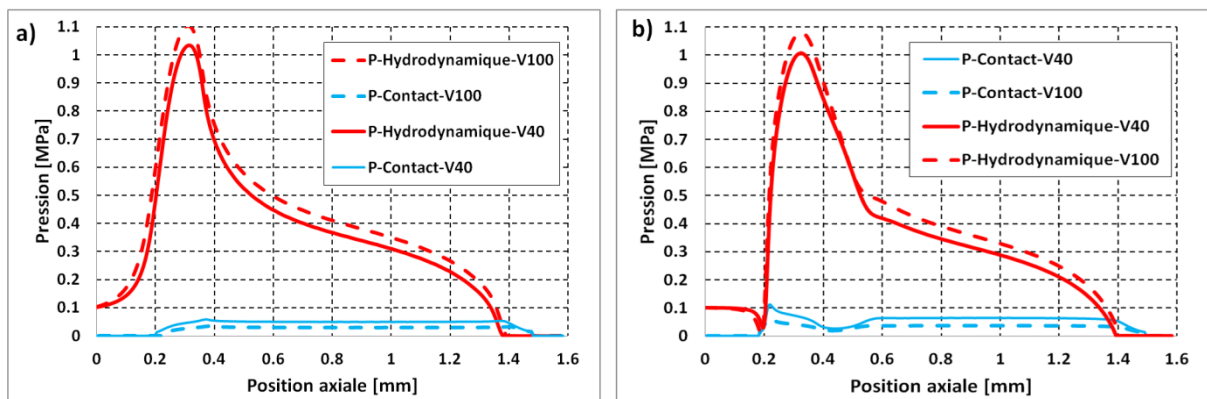 a)
Pression [MPa]
1.1
1
0.9
0.8
0.7
0.6
0.5
0.4
0.3
0.2
0.1
0
P-Hydrodynamique-V100
P-Contact-V100
P-Hydrodynamique-V40
P-Contact-V40
0 0.2 0.4 0.6 0.8 1 1.2 1.4 1.6
Position axiale [mm]
b)
Pression [MPa]
1.1
1
0.9
0.8
0.7
0.6
0.5
0.4
0.3
0.2
0.1
0
P-Contact-V40
P-Contact-V100
P-Hydrodynamique-V40
P-Hydrodynamique-V100
0 0.2 0.4 0.6 0.8 1 1.2 1.4 1.6
Position axiale [mm]